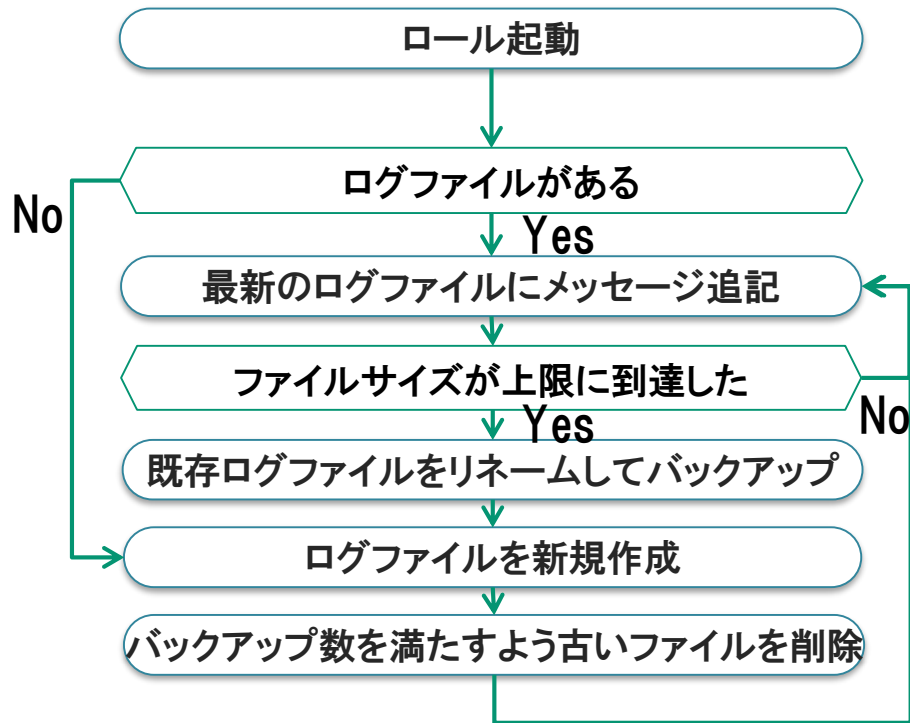 ロール起動
ログファイルがある
No
Yes
最新のログファイルにメッセージ追記
ファイルサイズが上限に到達した
No
Yes
既存ログファイルをリネームしてバックアップ
ログファイルを新規作成
バックアップ数を満たすよう古いファイルを削除